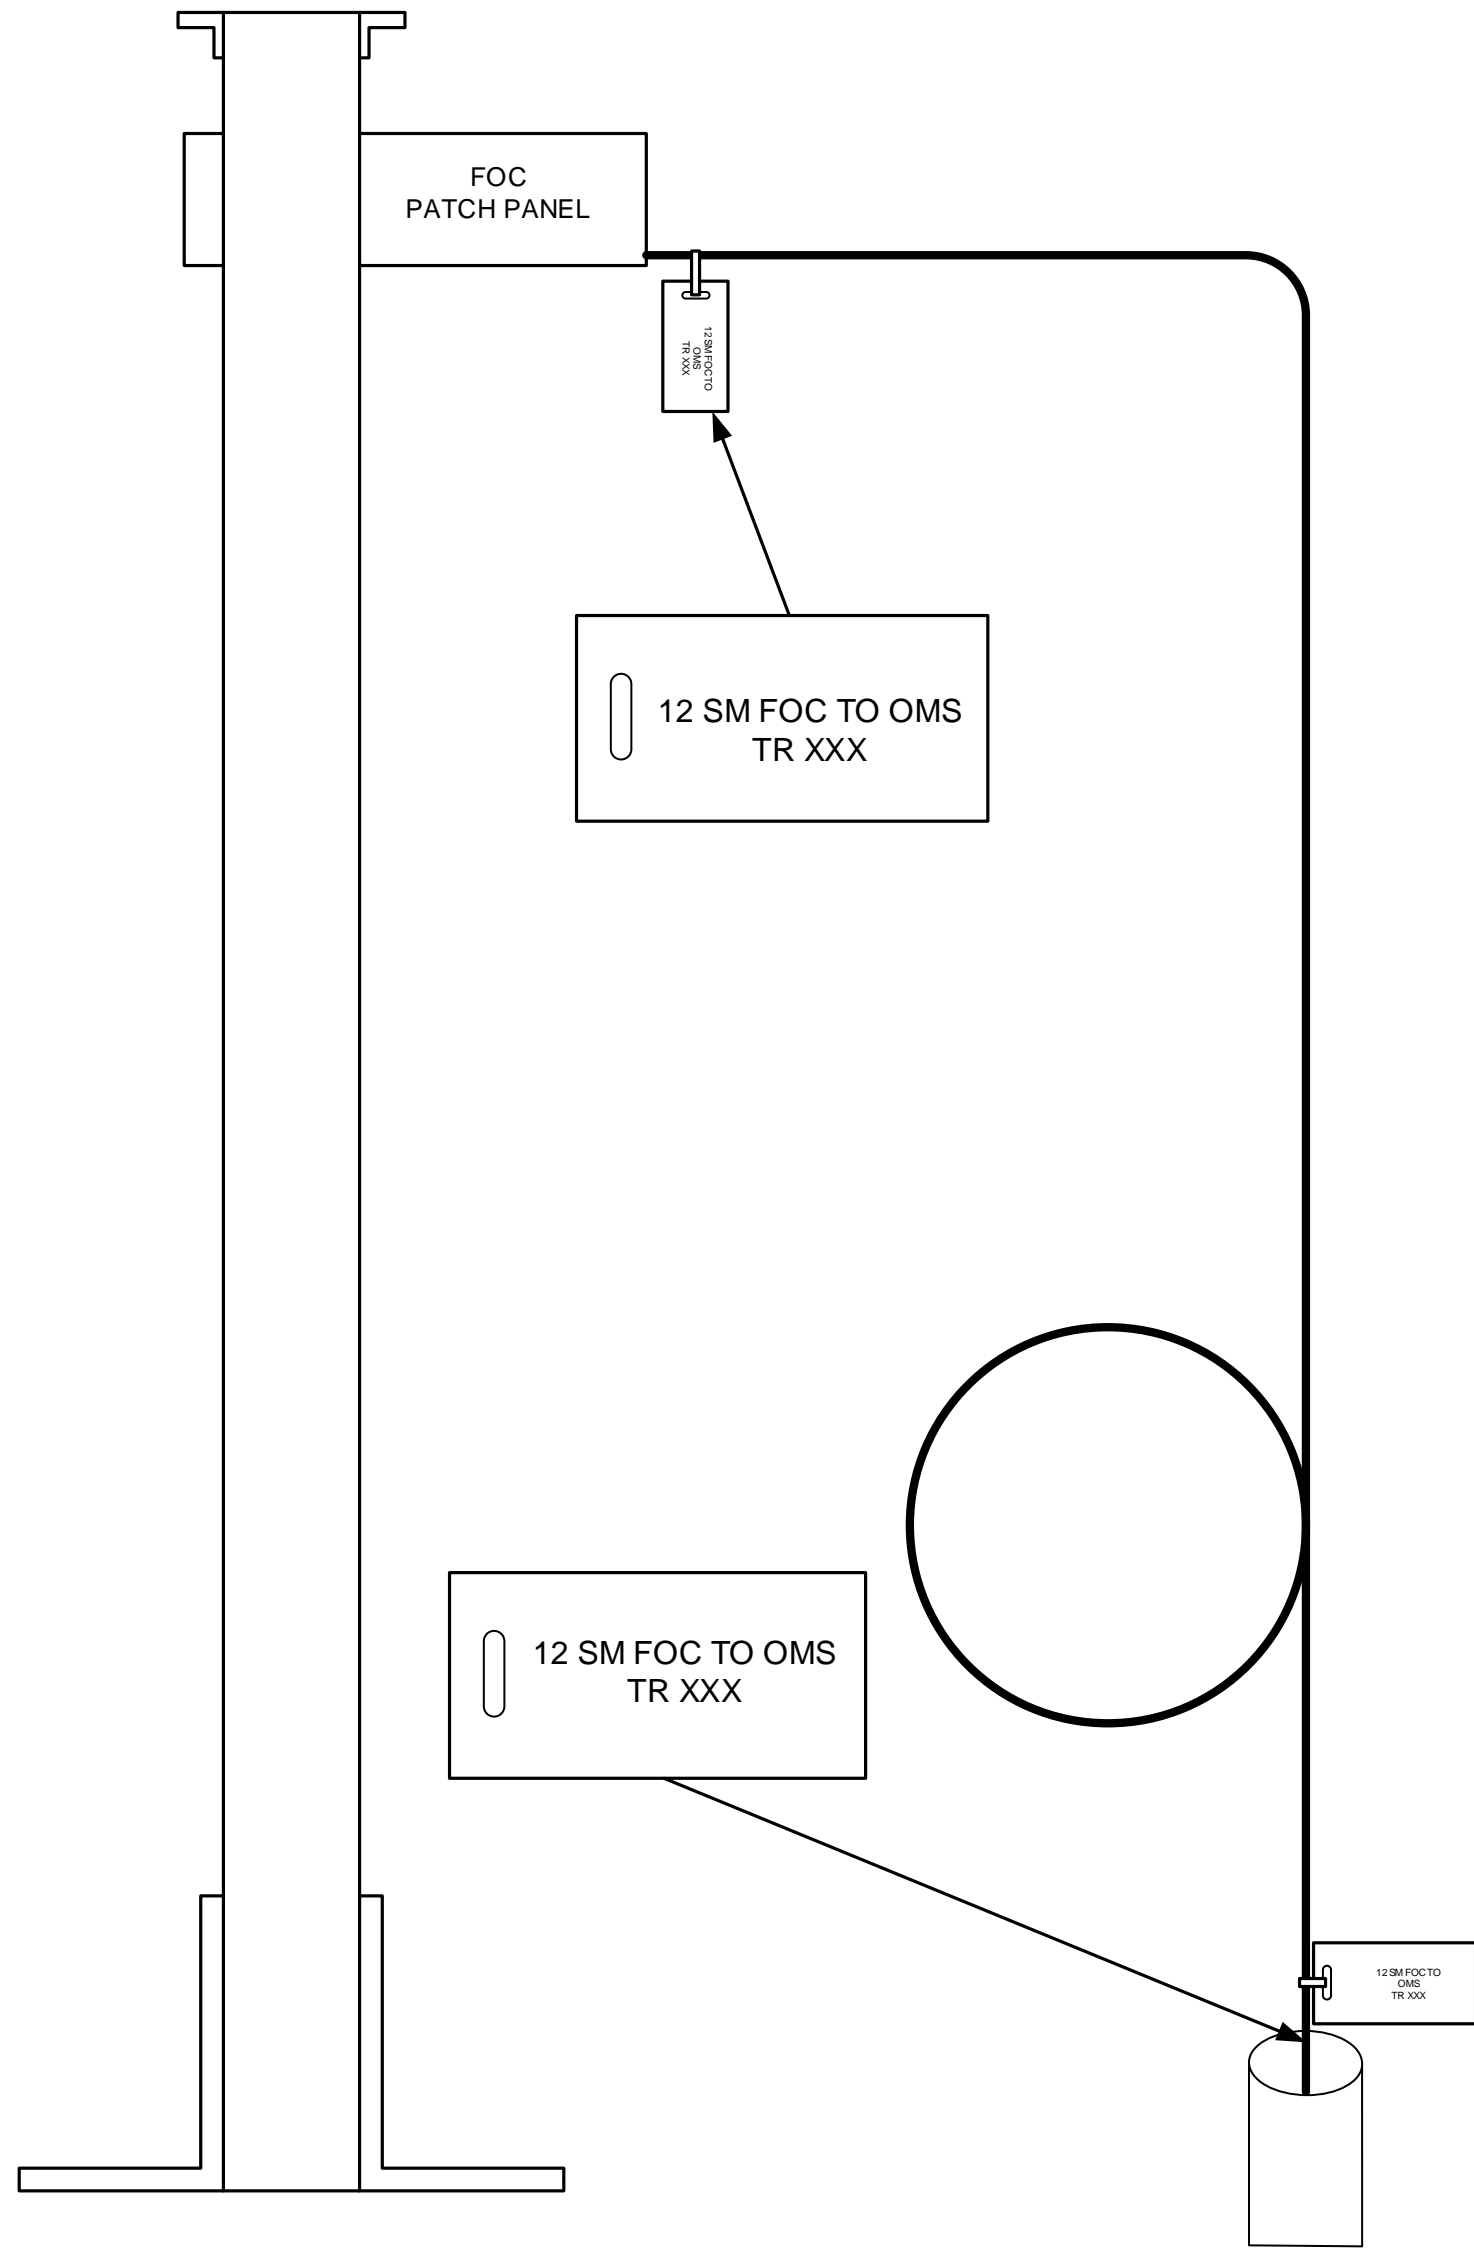 FOC
PATCH PANEL
12 SM FOC TO
OMS
TR XXX
12 SM FOC TO OMS
TR XXX
12 SM FOC TO OMS
TR XXX
12 SM FOC TO
OMS
TR XXX